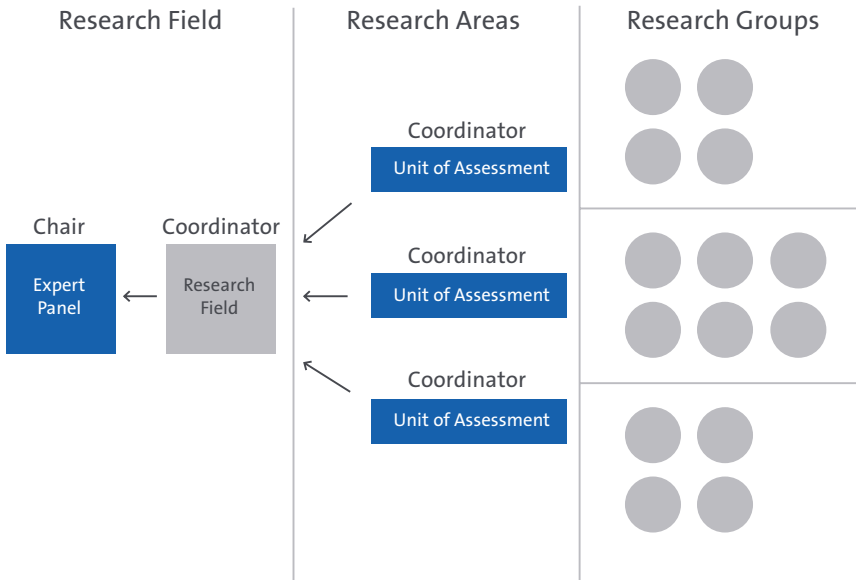 Research Field
Research Areas
Research Groups
Coordinator
Unit of Assessment
Chair
Coordinator
Expert
Panel
Research
Field
Coordinator
Unit of Assessment
Coordinator
Unit of Assessment